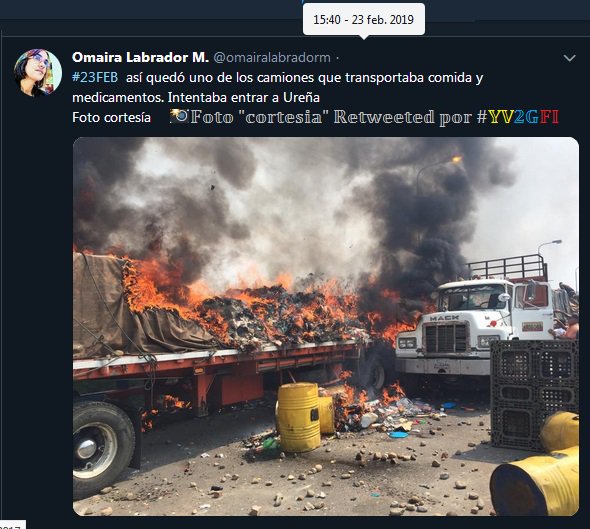 15:40 - 23 feb. 2019
Omaira Labrador M. @omairalabradorm ·
#23FEB así quedó uno de los camiones que transportaba comida y
medicamentos. Intentaba entrar a Ureña
Foto cortesía 📸𝔽𝕠𝕥𝕠 "𝕔𝕠𝕣𝕥𝕖𝕤𝕚𝕒" ℝ𝕖𝕥𝕨𝕖𝕖𝕥𝕖𝕕 𝕡𝕠𝕣 #𝕐𝕍𝟚𝔾𝔽𝕀
MACK